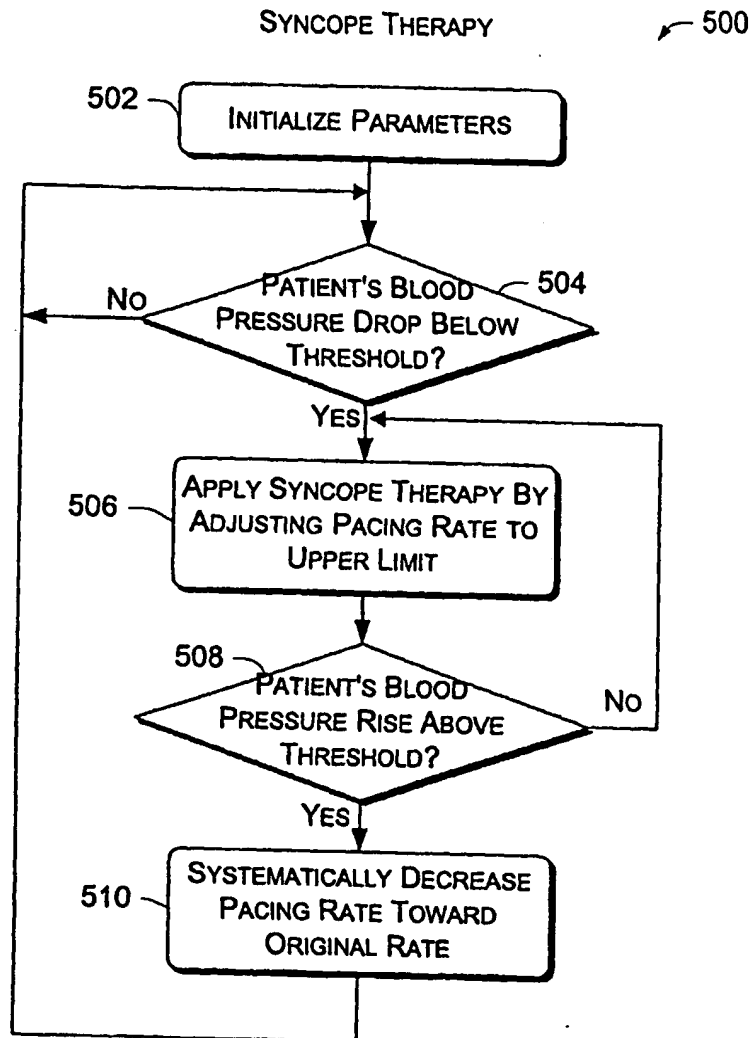 SYNCOPE THERAPY
500
502
INITIALIZE PARAMETERS
504
PATIENT'S BLOOD
PRESSURE DROP BELOW
THRESHOLD?
NO
YES
506
APPLY SYNCOPE THERAPY BY
ADJUSTING PACING RATE TO
UPPER LIMIT
508
PATIENT'S BLOOD
PRESSURE RISE ABOVE
THRESHOLD?
NO
YES
510
SYSTEMATICALLY DECREASE
PACING RATE TOWARD
ORIGINAL RATE